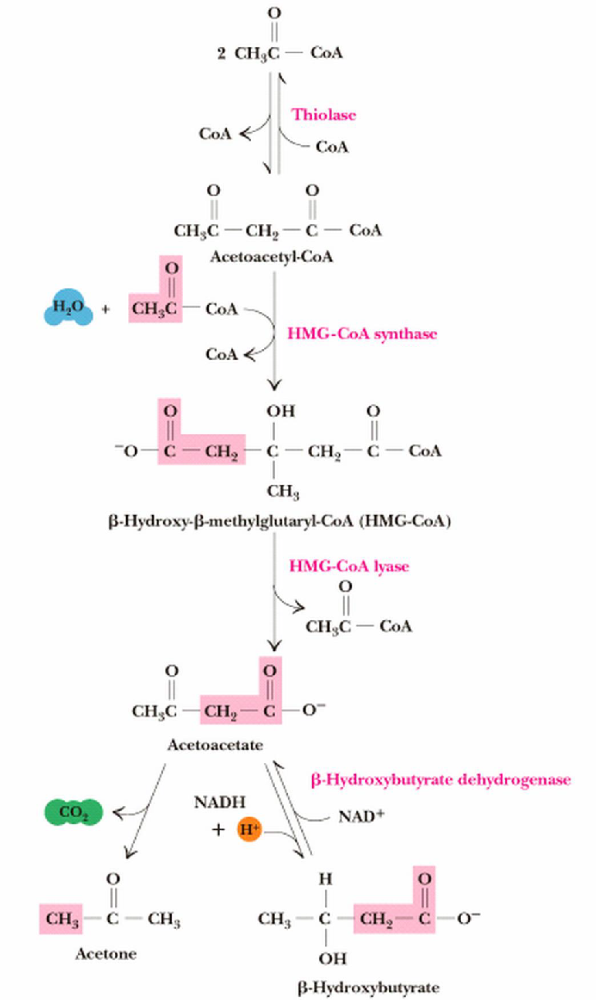 O
2 CH₃C — CoA
Thiolase
CoA
CoA
O O
CH₃C — CH₂ — C — CoA
Acetoacetyl-CoA
O
H₂O + CH₃C — CoA
HMG-CoA synthase
CoA
O OH O
⁻O — C — CH₂ — C — CH₂ — C — CoA
CH₃
β-Hydroxy-β-methylglutaryl-CoA (HMG-CoA)
HMG-CoA lyase
O
CH₃C — CoA
O O
CH₃C — CH₂ — C — O⁻
Acetoacetate
β-Hydroxybutyrate dehydrogenase
CO₂ NADH NAD⁺
+ H⁺
O H O
CH₃ — C — CH₃ CH₃ — C — CH₂ — C — O⁻
Acetone OH
β-Hydroxybutyrate